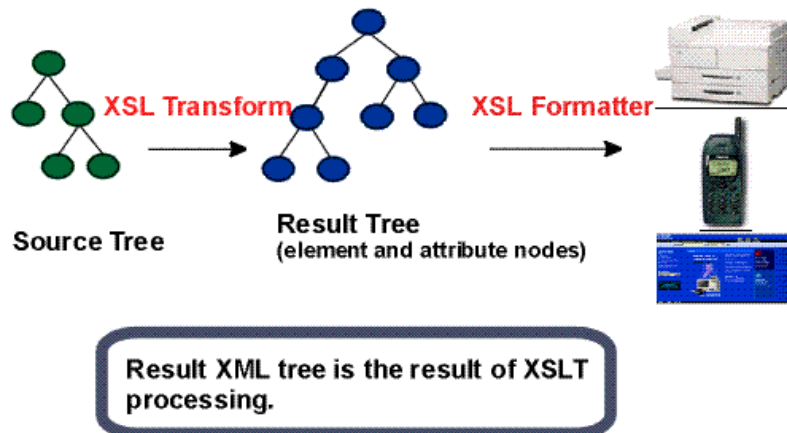 XSL Transform
XSL Formatter
Source Tree
Result Tree
(element and attribute nodes)
Result XML tree is the result of XSLT
processing.